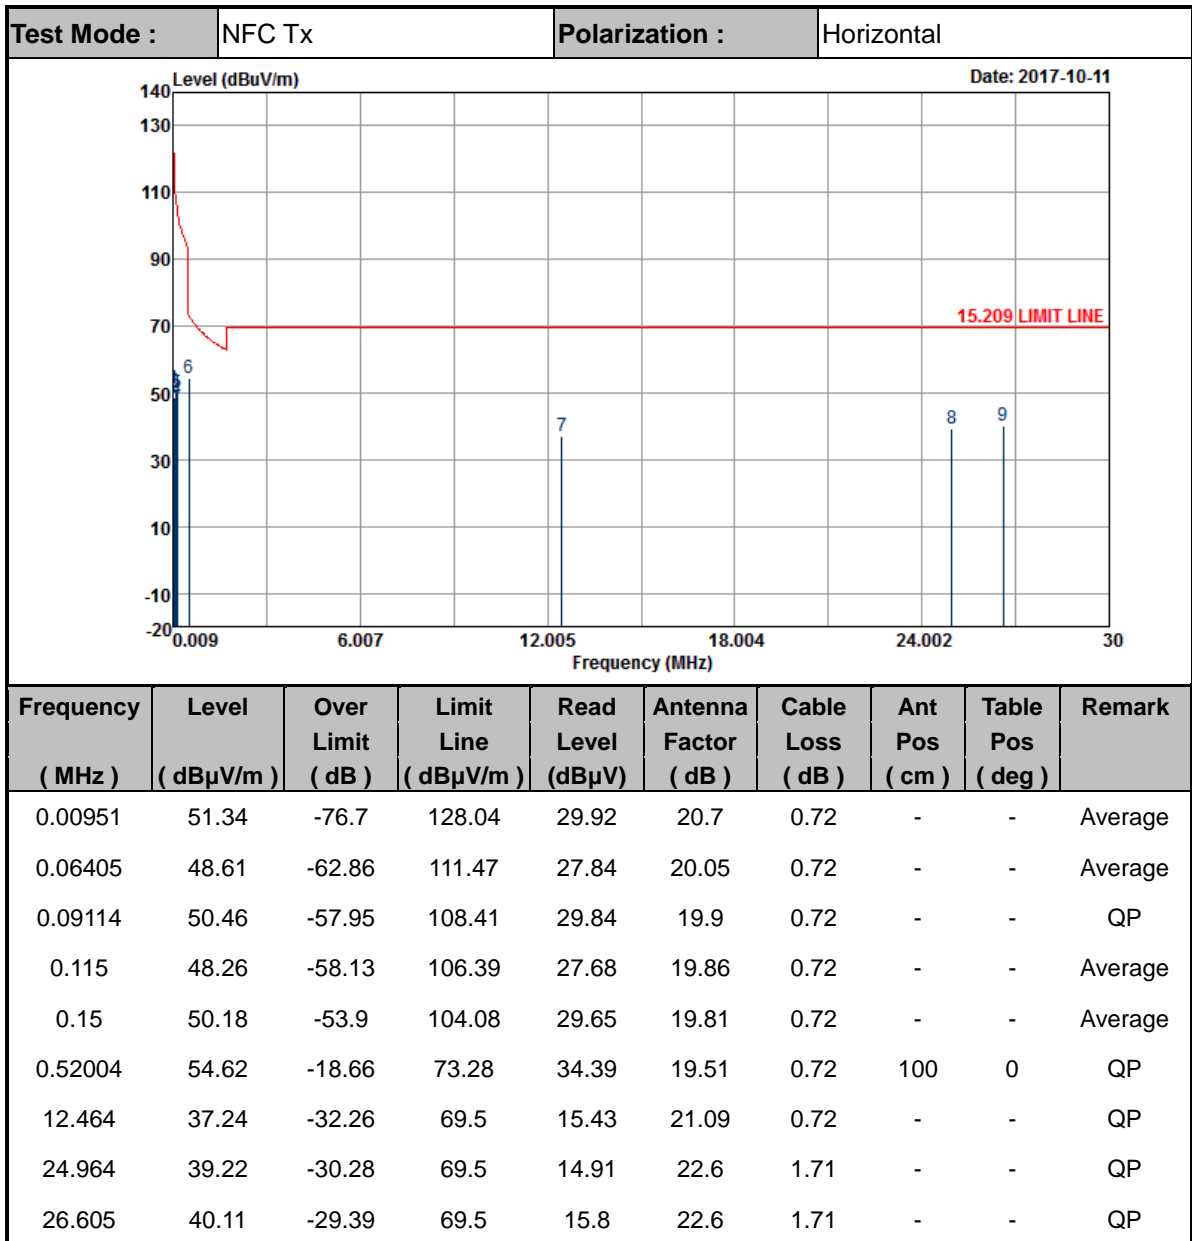 Test Mode : NFC Tx Polarization : Horizontal
Level (dBuV/m) Date: 2017-10-11
140
130
110
90
70
50
30
10
-10
-20
15.209 LIMIT LINE
6
7
8
9
0.009 6.007 12.005 18.004 24.002 30
Frequency (MHz)
Frequency Level Over Limit Read Antenna Cable Ant Table Remark
Limit Line Level Factor Loss Pos Pos
( MHz ) ( dBµV/m ) ( dB ) ( dBµV/m ) (dBµV) ( dB ) ( dB ) ( cm ) ( deg )
0.00951 51.34 -76.7 128.04 29.92 20.7 0.72 - - Average
0.06405 48.61 -62.86 111.47 27.84 20.05 0.72 - - Average
0.09114 50.46 -57.95 108.41 29.84 19.9 0.72 - - QP
0.115 48.26 -58.13 106.39 27.68 19.86 0.72 - - Average
0.15 50.18 -53.9 104.08 29.65 19.81 0.72 - - Average
0.52004 54.62 -18.66 73.28 34.39 19.51 0.72 100 0 QP
12.464 37.24 -32.26 69.5 15.43 21.09 0.72 - - QP
24.964 39.22 -30.28 69.5 14.91 22.6 1.71 - - QP
26.605 40.11 -29.39 69.5 15.8 22.6 1.71 - - QP